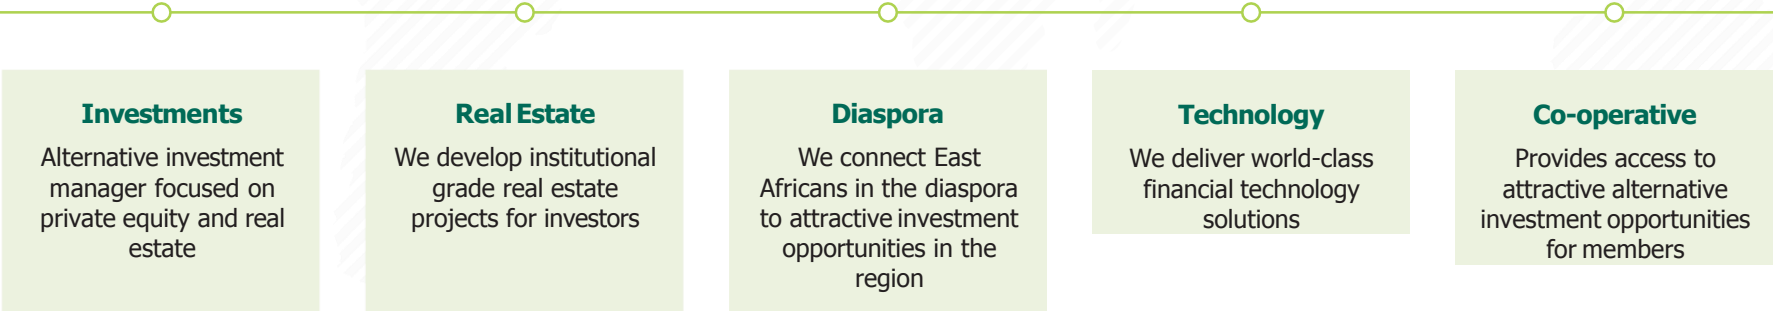 Investments
Alternative investment
manager focused on
private equity and real
estate
Real Estate
We develop institutional
grade real estate
projects for investors
Diaspora
We connect East
Africans in the diaspora
to attractive investment
opportunities in the
region
Technology
We deliver world-class
financial technology
solutions
Co-operative
Provides access to
attractive alternative
investment opportunities
for members